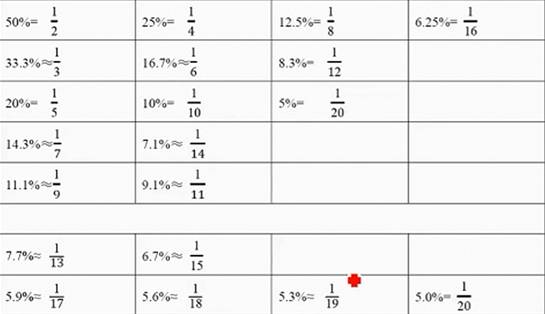 50%= 1/2 25%= 1/4 12.5%= 1/8 6.25%= 1/16
33.3%≈1/3 16.7%≈1/6 8.3%= 1/12
20%= 1/5 10%= 1/10 5%= 1/20
14.3%≈1/7 7.1%≈ 1/14
11.1%≈1/9 9.1%≈ 1/11
7.7%≈ 1/13 6.7%≈ 1/15
5.9%≈ 1/17 5.6%≈ 1/18 5.3%≈ 1/19 5.0%= 1/20